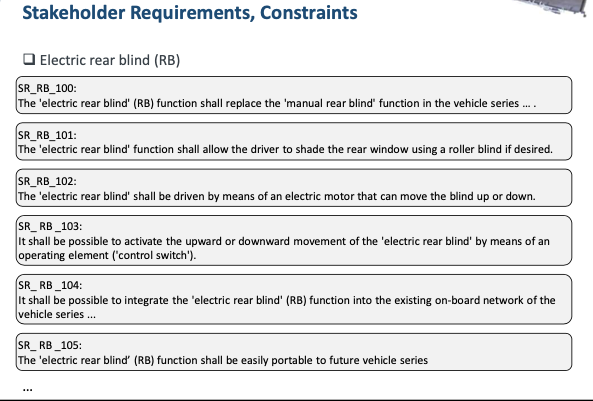 Stakeholder Requirements, Constraints
❑ Electric rear blind (RB)
SR_RB_100:
The 'electric rear blind' (RB) function shall replace the 'manual rear blind' function in the vehicle series ... .
SR_RB_101:
The 'electric rear blind' function shall allow the driver to shade the rear window using a roller blind if desired.
SR_RB_102:
The 'electric rear blind' shall be driven by means of an electric motor that can move the blind up or down.
SR_ RB _103:
It shall be possible to activate the upward or downward movement of the 'electric rear blind' by means of an
operating element ('control switch').
SR_ RB _104:
It shall be possible to integrate the 'electric rear blind' (RB) function into the existing on-board network of the
vehicle series ...
SR_ RB _105:
The 'electric rear blind’ (RB) function shall be easily portable to future vehicle series
...